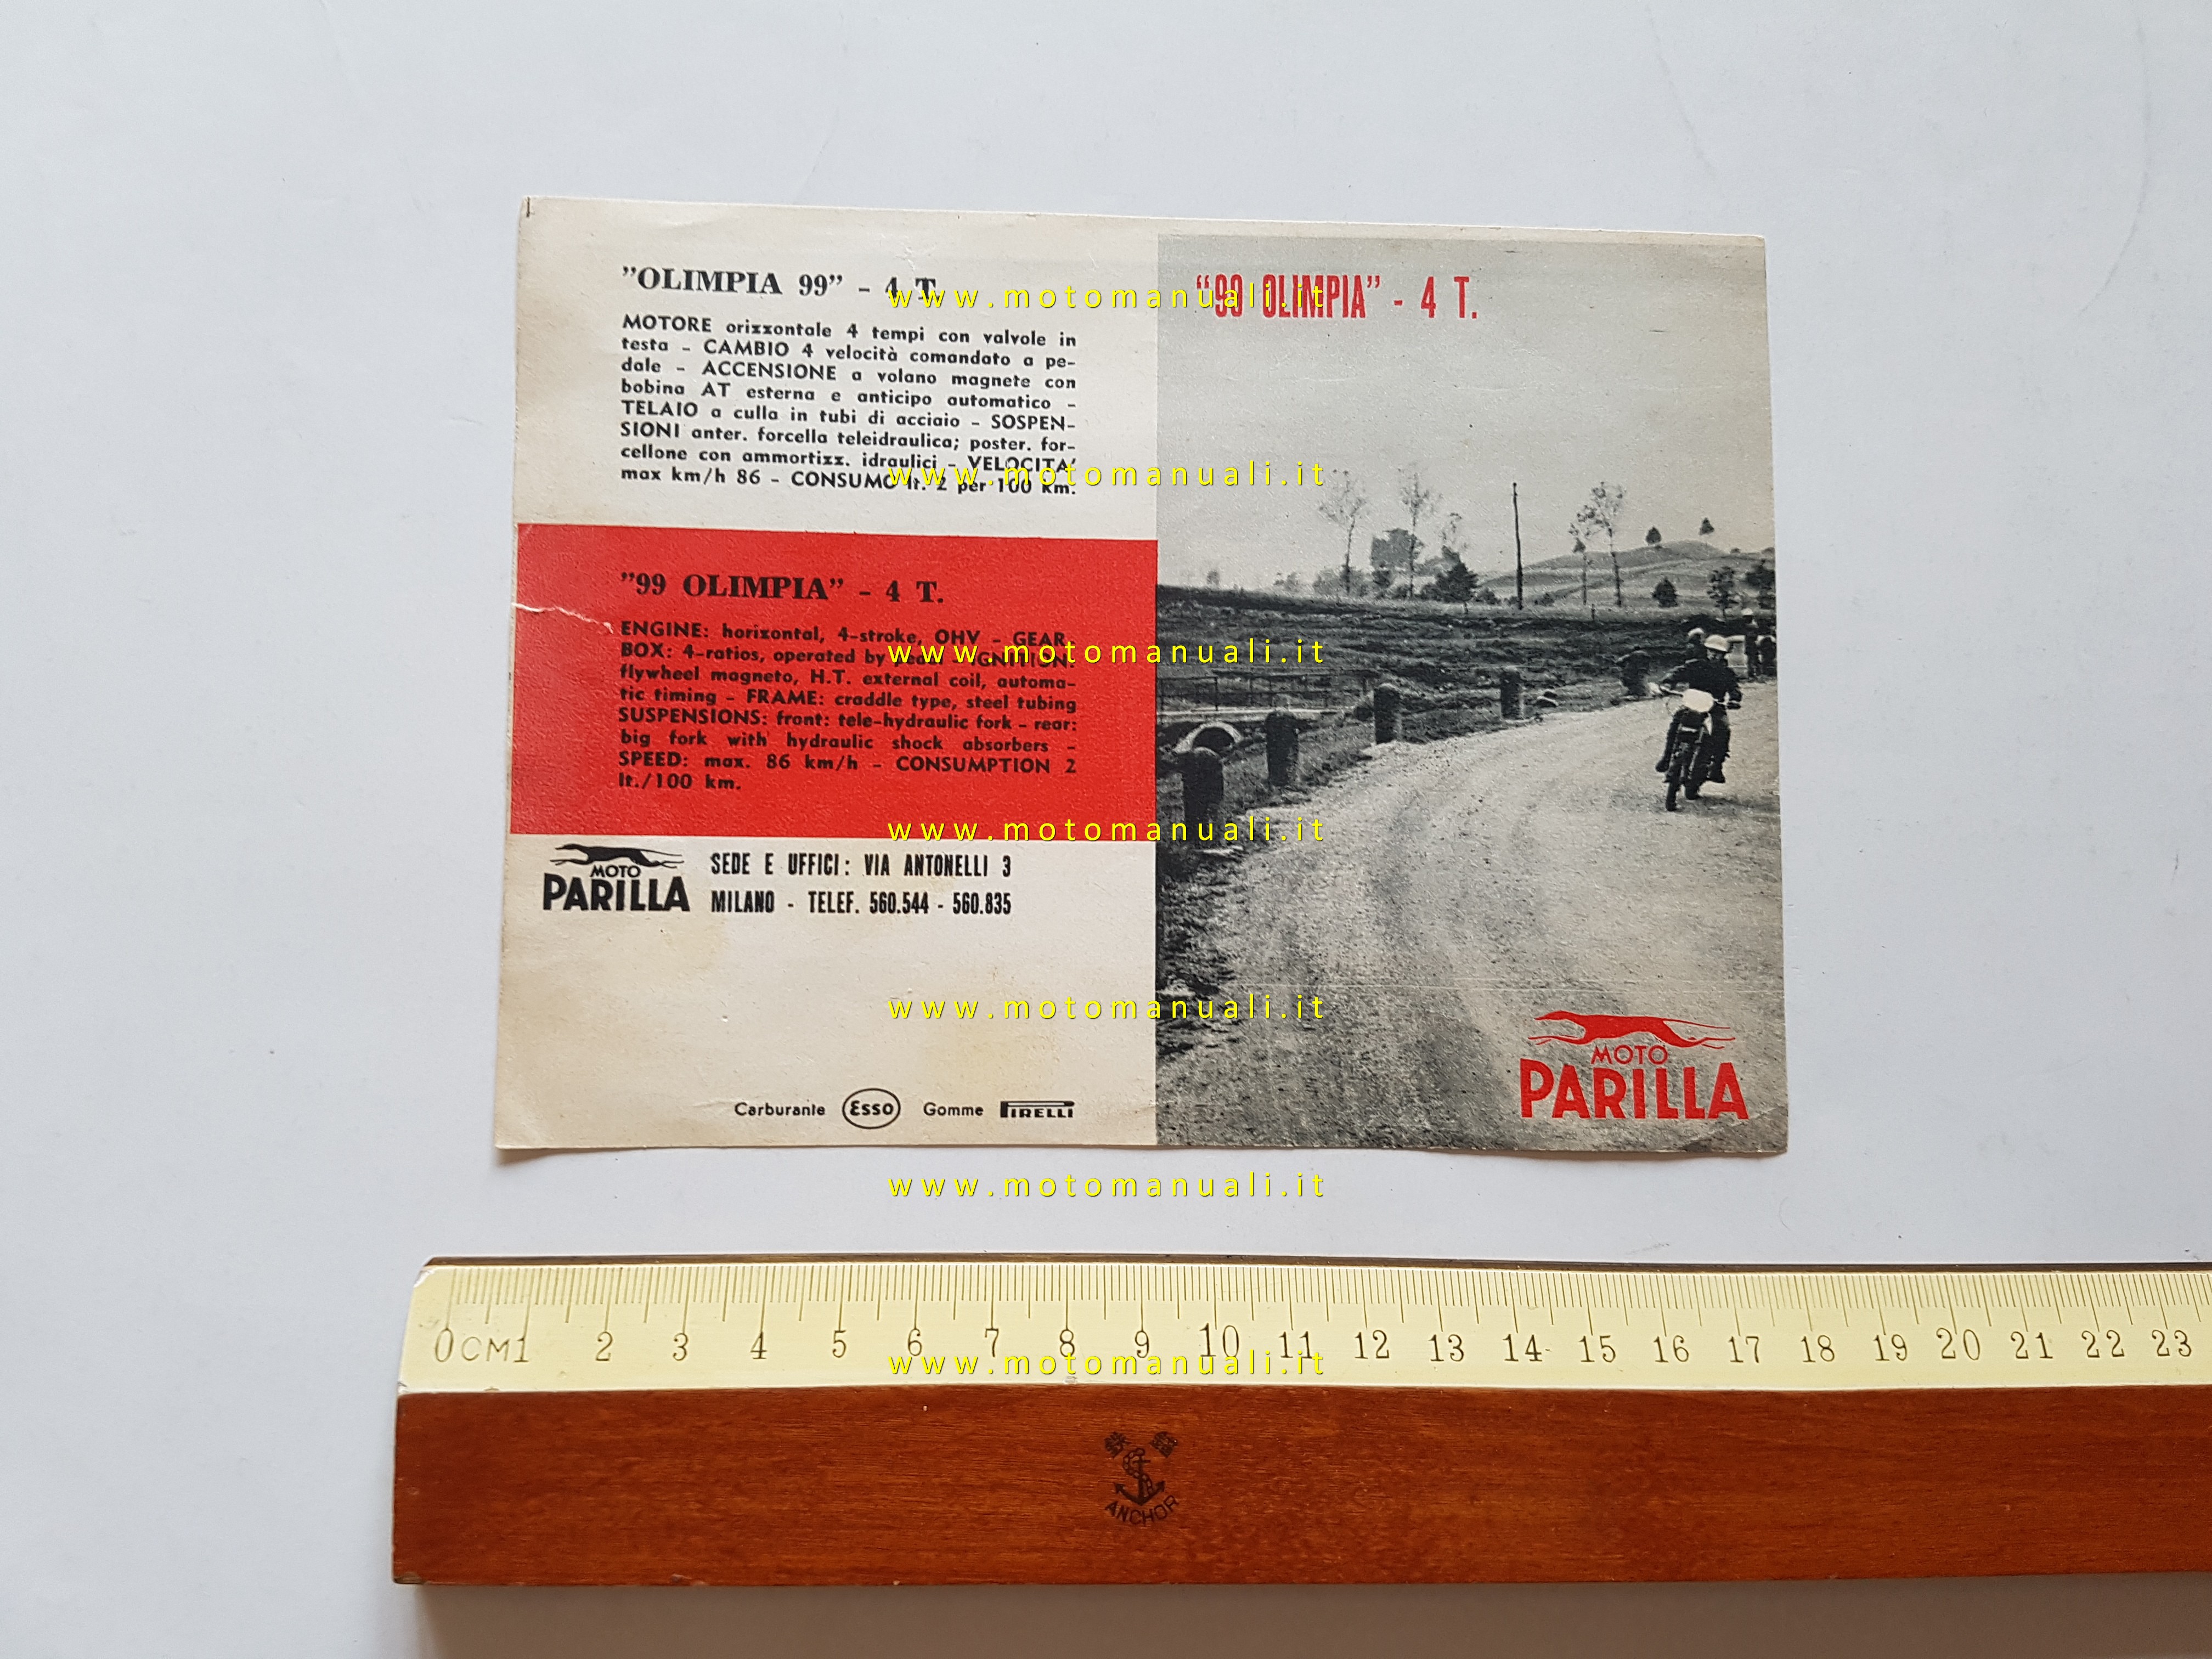 ”OLIMPIA 99” - 4 T.
MOTORE orizzontale 4 tempi con valvole in
testa - CAMBIO 4 velocità comandato a pe-
dale - ACCENSIONE a volano magnete con
bobina AT esterna e anticipo automatico -
TELAIO a culla in tubi di acciaio - SOSPEN-
SIONI anter. forcella teleidraulica; poster. for-
cellone con ammortizz. idraulici - VELOCITA'
max km/h 86 - CONSUMO lt. 2 per 100 km.
”99 OLIMPIA” - 4 T.
ENGINE: horizontal, 4-stroke, OHV - GEAR
BOX: 4-ratios, operated by pedal - IGNITION:
flywheel magneto, H.T. external coil, automa-
tic timing - FRAME: craddle type, steel tubing
SUSPENSIONS: front: tele-hydraulic fork - rear:
big fork with hydraulic shock absorbers -
SPEED: max. 86 km/h - CONSUMPTION 2
lt./100 km.
MOTO
PARILLA
SEDE E UFFICI: VIA ANTONELLI 3
MILANO - TELEF. 560.544 - 560.835
Carburante Esso Gomme PIRELLI
“99 OLIMPIA” - 4 T.
MOTO
PARILLA
www.motomanuali.it
www.motomanuali.it
www.motomanuali.it
www.motomanuali.it
www.motomanuali.it
www.motomanuali.it
www.motomanuali.it
0 CM 1 2 3 4 5 6 7 8 9 10 11 12 13 14 15 16 17 18 19 20 21 22 23
ANCHOR